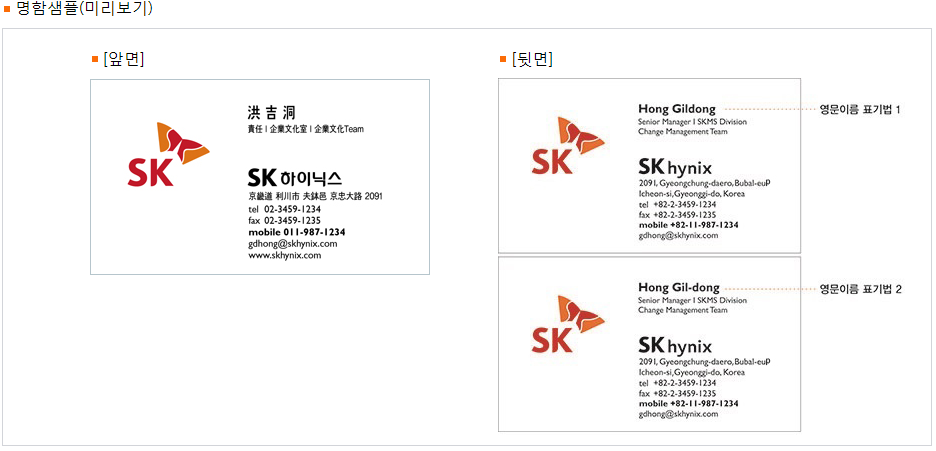 명함샘플(미리보기)
[앞면]
SK
洪 吉 洞
責任 I 企業文化室 I 企業文化Team
SK 하이닉스
京畿道 利川市 夫鉢邑 京忠大路 2091
tel 02-3459-1234
fax 02-3459-1235
mobile 011-987-1234
gdhong@skhynix.com
www.skhynix.com
[뒷면]
SK
Hong Gildong
영문이름 표기법 1
Senior Manager I SKMS Division
Change Management Team
SK hynix
2091, Gyeongchung-daero, Bubal-eup
Icheon-si, Gyeonggi-do, Korea
tel +82-2-3459-1234
fax +82-2-3459-1235
mobile +82-11-987-1234
gdhong@skhynix.com
SK
Hong Gil-dong
영문이름 표기법 2
Senior Manager I SKMS Division
Change Management Team
SK hynix
2091, Gyeongchung-daero, Bubal-eup
Icheon-si, Gyeonggi-do, Korea
tel +82-2-3459-1234
fax +82-2-3459-1235
mobile +82-11-987-1234
gdhong@skhynix.com